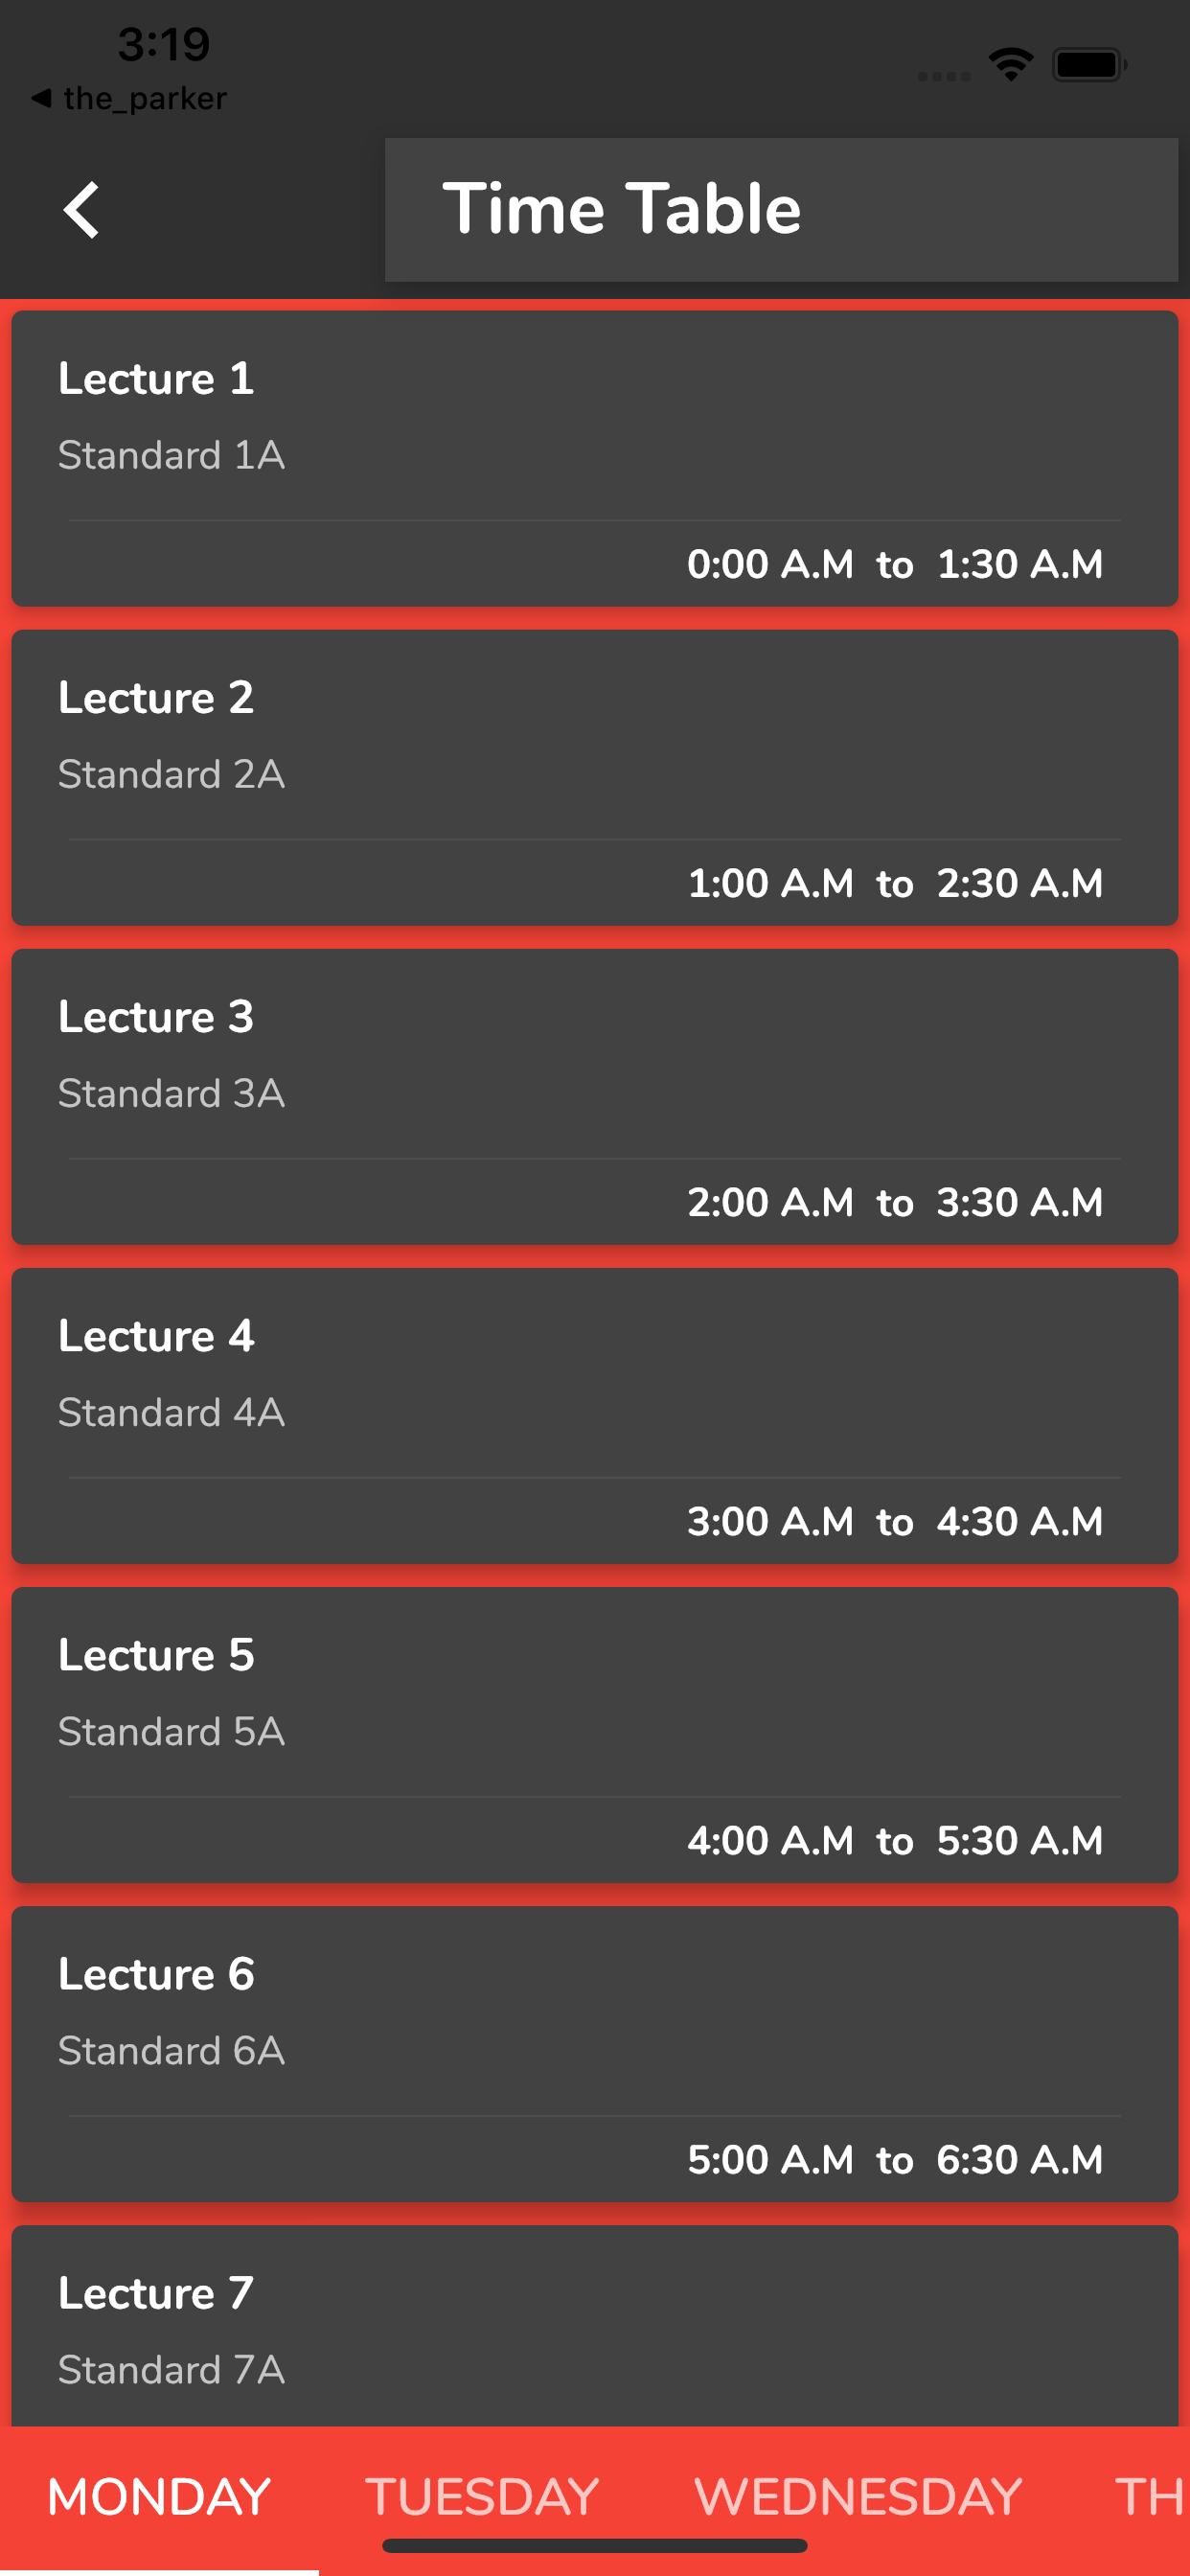 3:19
◀ the_parker
Time Table
Lecture 1
Standard 1A
0:00 A.M to 1:30 A.M
Lecture 2
Standard 2A
1:00 A.M to 2:30 A.M
Lecture 3
Standard 3A
2:00 A.M to 3:30 A.M
Lecture 4
Standard 4A
3:00 A.M to 4:30 A.M
Lecture 5
Standard 5A
4:00 A.M to 5:30 A.M
Lecture 6
Standard 6A
5:00 A.M to 6:30 A.M
Lecture 7
Standard 7A
MONDAY TUESDAY WEDNESDAY TH